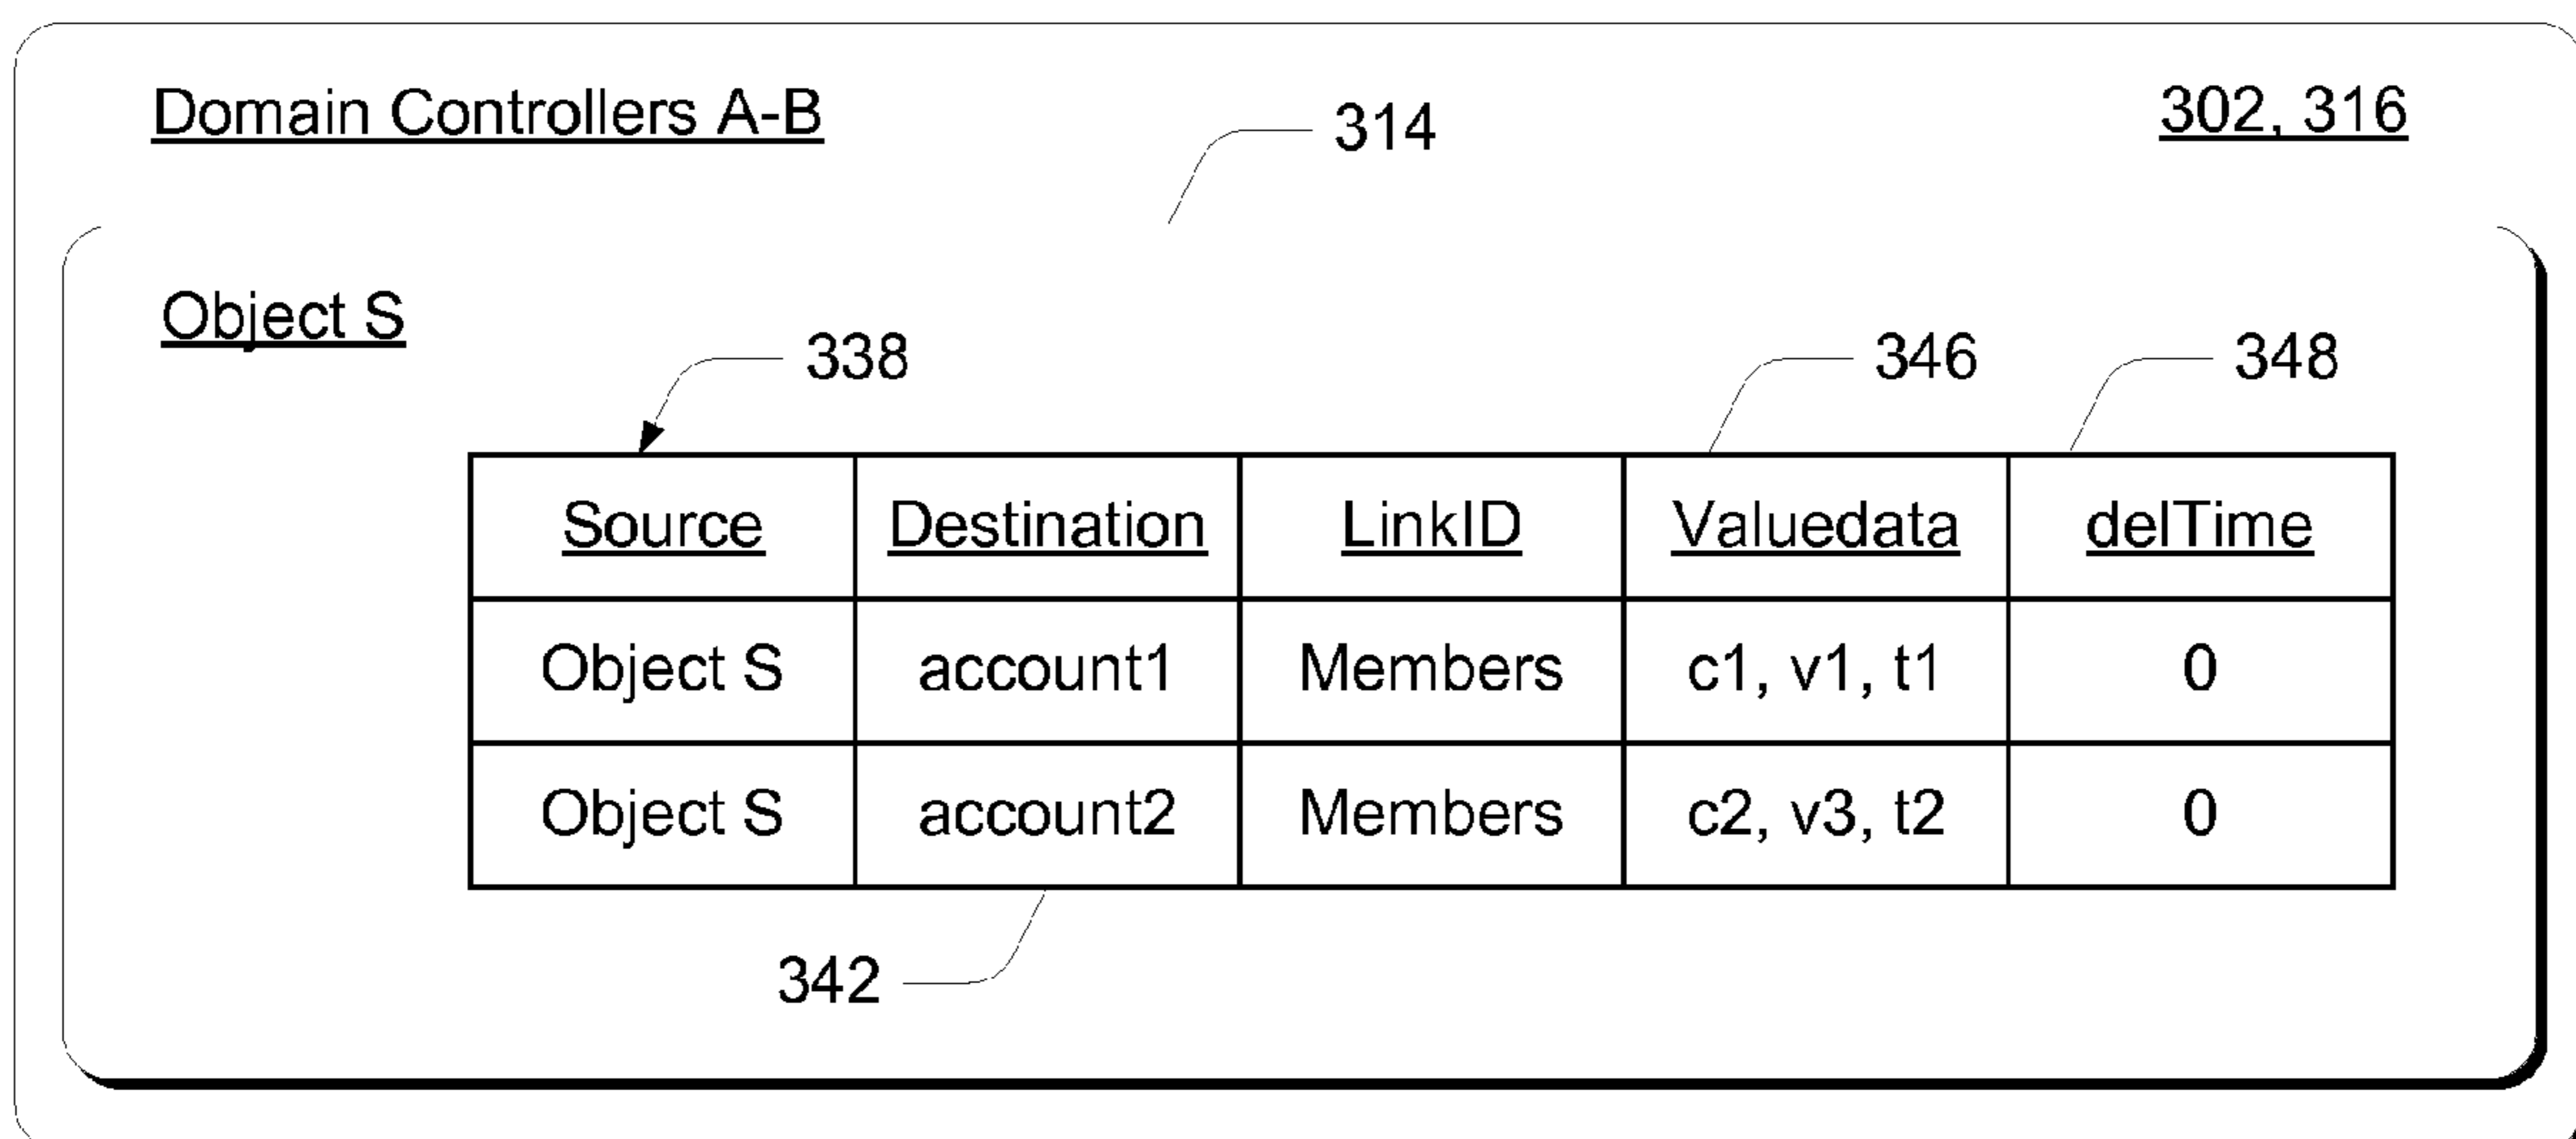 Domain Controllers A-B 314 302, 316
Object S
338 346 348
Source Destination LinkID Valuedata delTime
Object S account1 Members c1, v1, t1 0
Object S account2 Members c2, v3, t2 0
342